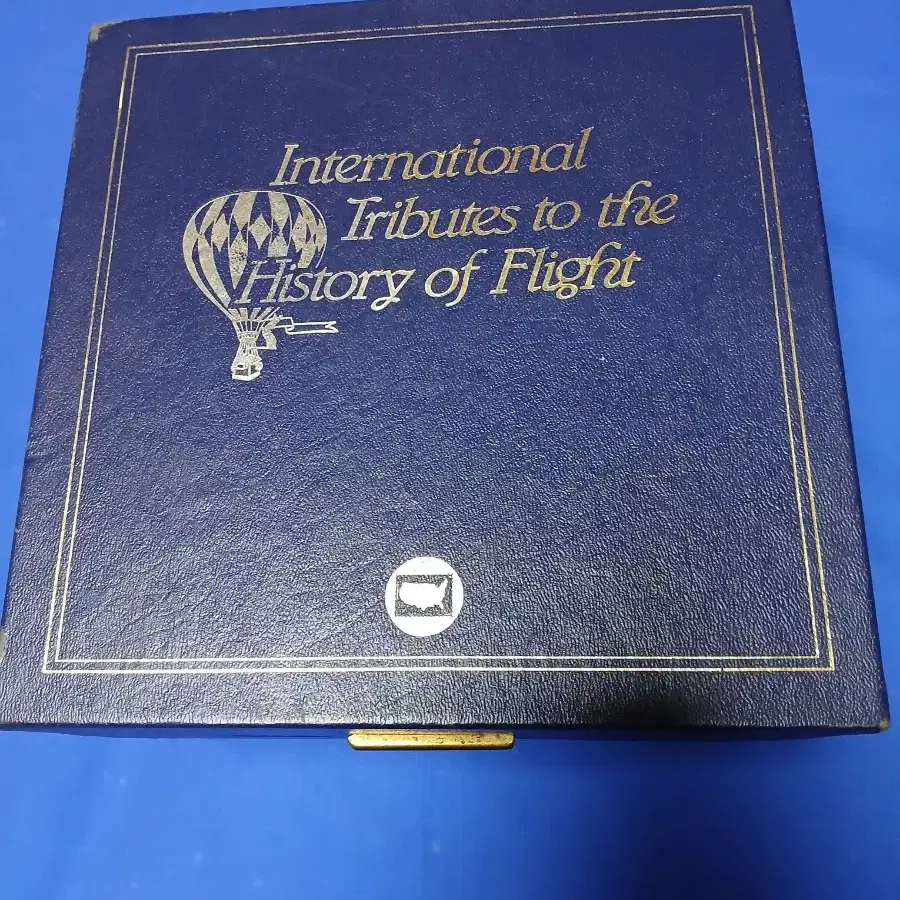 International
Tributes to the
History of Flight